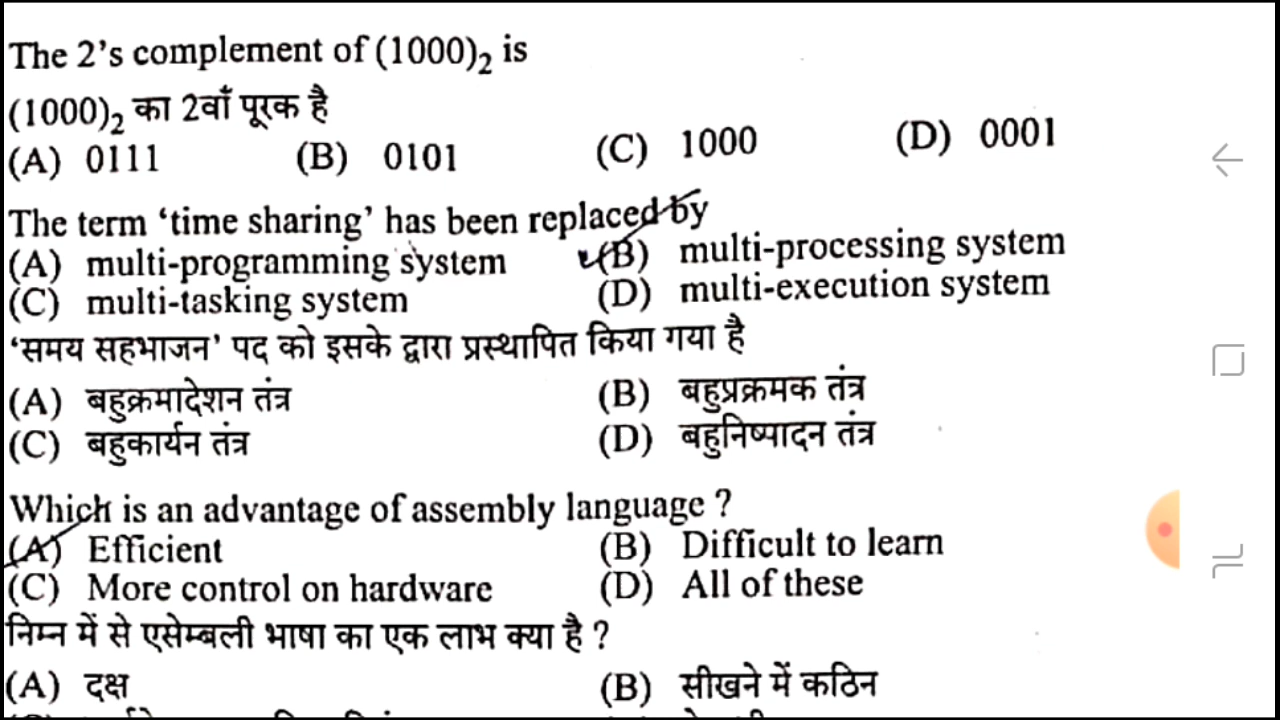 The 2's complement of (1000)₂ is
(1000)₂ का 2वाँ पूरक है
(A) 0111 (B) 0101 (C) 1000 (D) 0001
The term 'time sharing' has been replaced by
(A) multi-programming system (B) multi-processing system
(C) multi-tasking system (D) multi-execution system
'समय सहभाजन' पद को इसके द्वारा प्रस्थापित किया गया है
(A) बहुक्रमादेशन तंत्र (B) बहुप्रक्रमक तंत्र
(C) बहुकार्यन तंत्र (D) बहुनिष्पादन तंत्र
Which is an advantage of assembly language ?
(A) Efficient (B) Difficult to learn
(C) More control on hardware (D) All of these
निम्न में से एसेम्बली भाषा का एक लाभ क्या है ?
(A) दक्ष (B) सीखने में कठिन